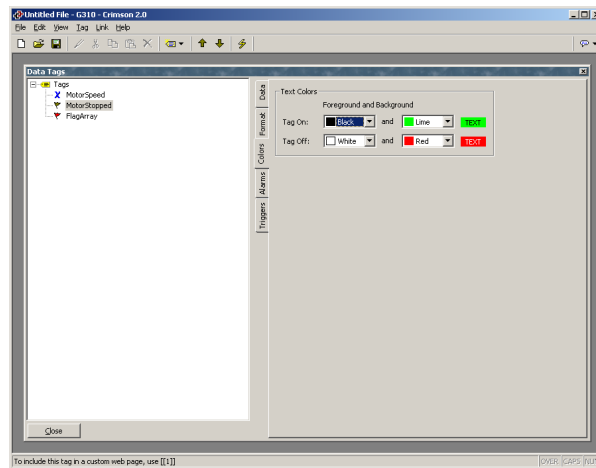 Untitled File - G310 - Crimson 2.0
File Edit View Tag Link Help
Data Tags
Tags
MotorSpeed
MotorStopped
FlagArray
Data
Format
Colors
Alarms
Triggers
Text Colors
Foreground and Background
Tag On: Black and Lime TEXT
Tag Off: White and Red TEXT
Close
To include this tag in a custom web page, use [[1]]
OVER CAPS NU